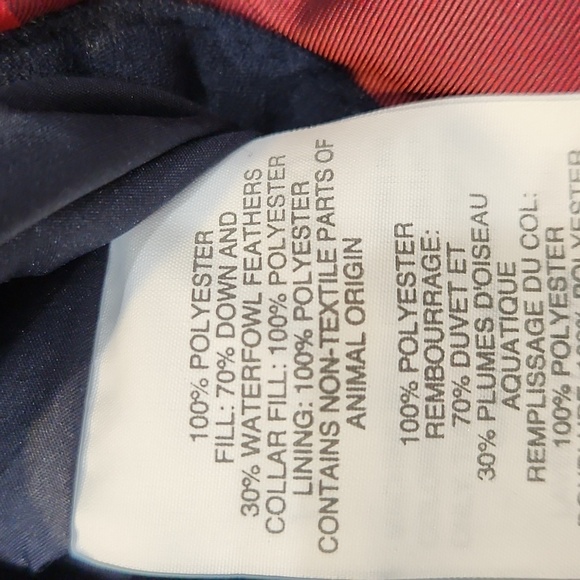 100% POLYESTER
FILL: 70% DOWN AND
30% WATERFOWL FEATHERS
COLLAR FILL: 100% POLYESTER
LINING: 100% POLYESTER
CONTAINS NON-TEXTILE PARTS OF
ANIMAL ORIGIN
100% POLYESTER
REMBOURRAGE:
70% DUVET ET
30% PLUMES D'OISEAU
AQUATIQUE
REMPLISSAGE DU COL:
100% POLYESTER